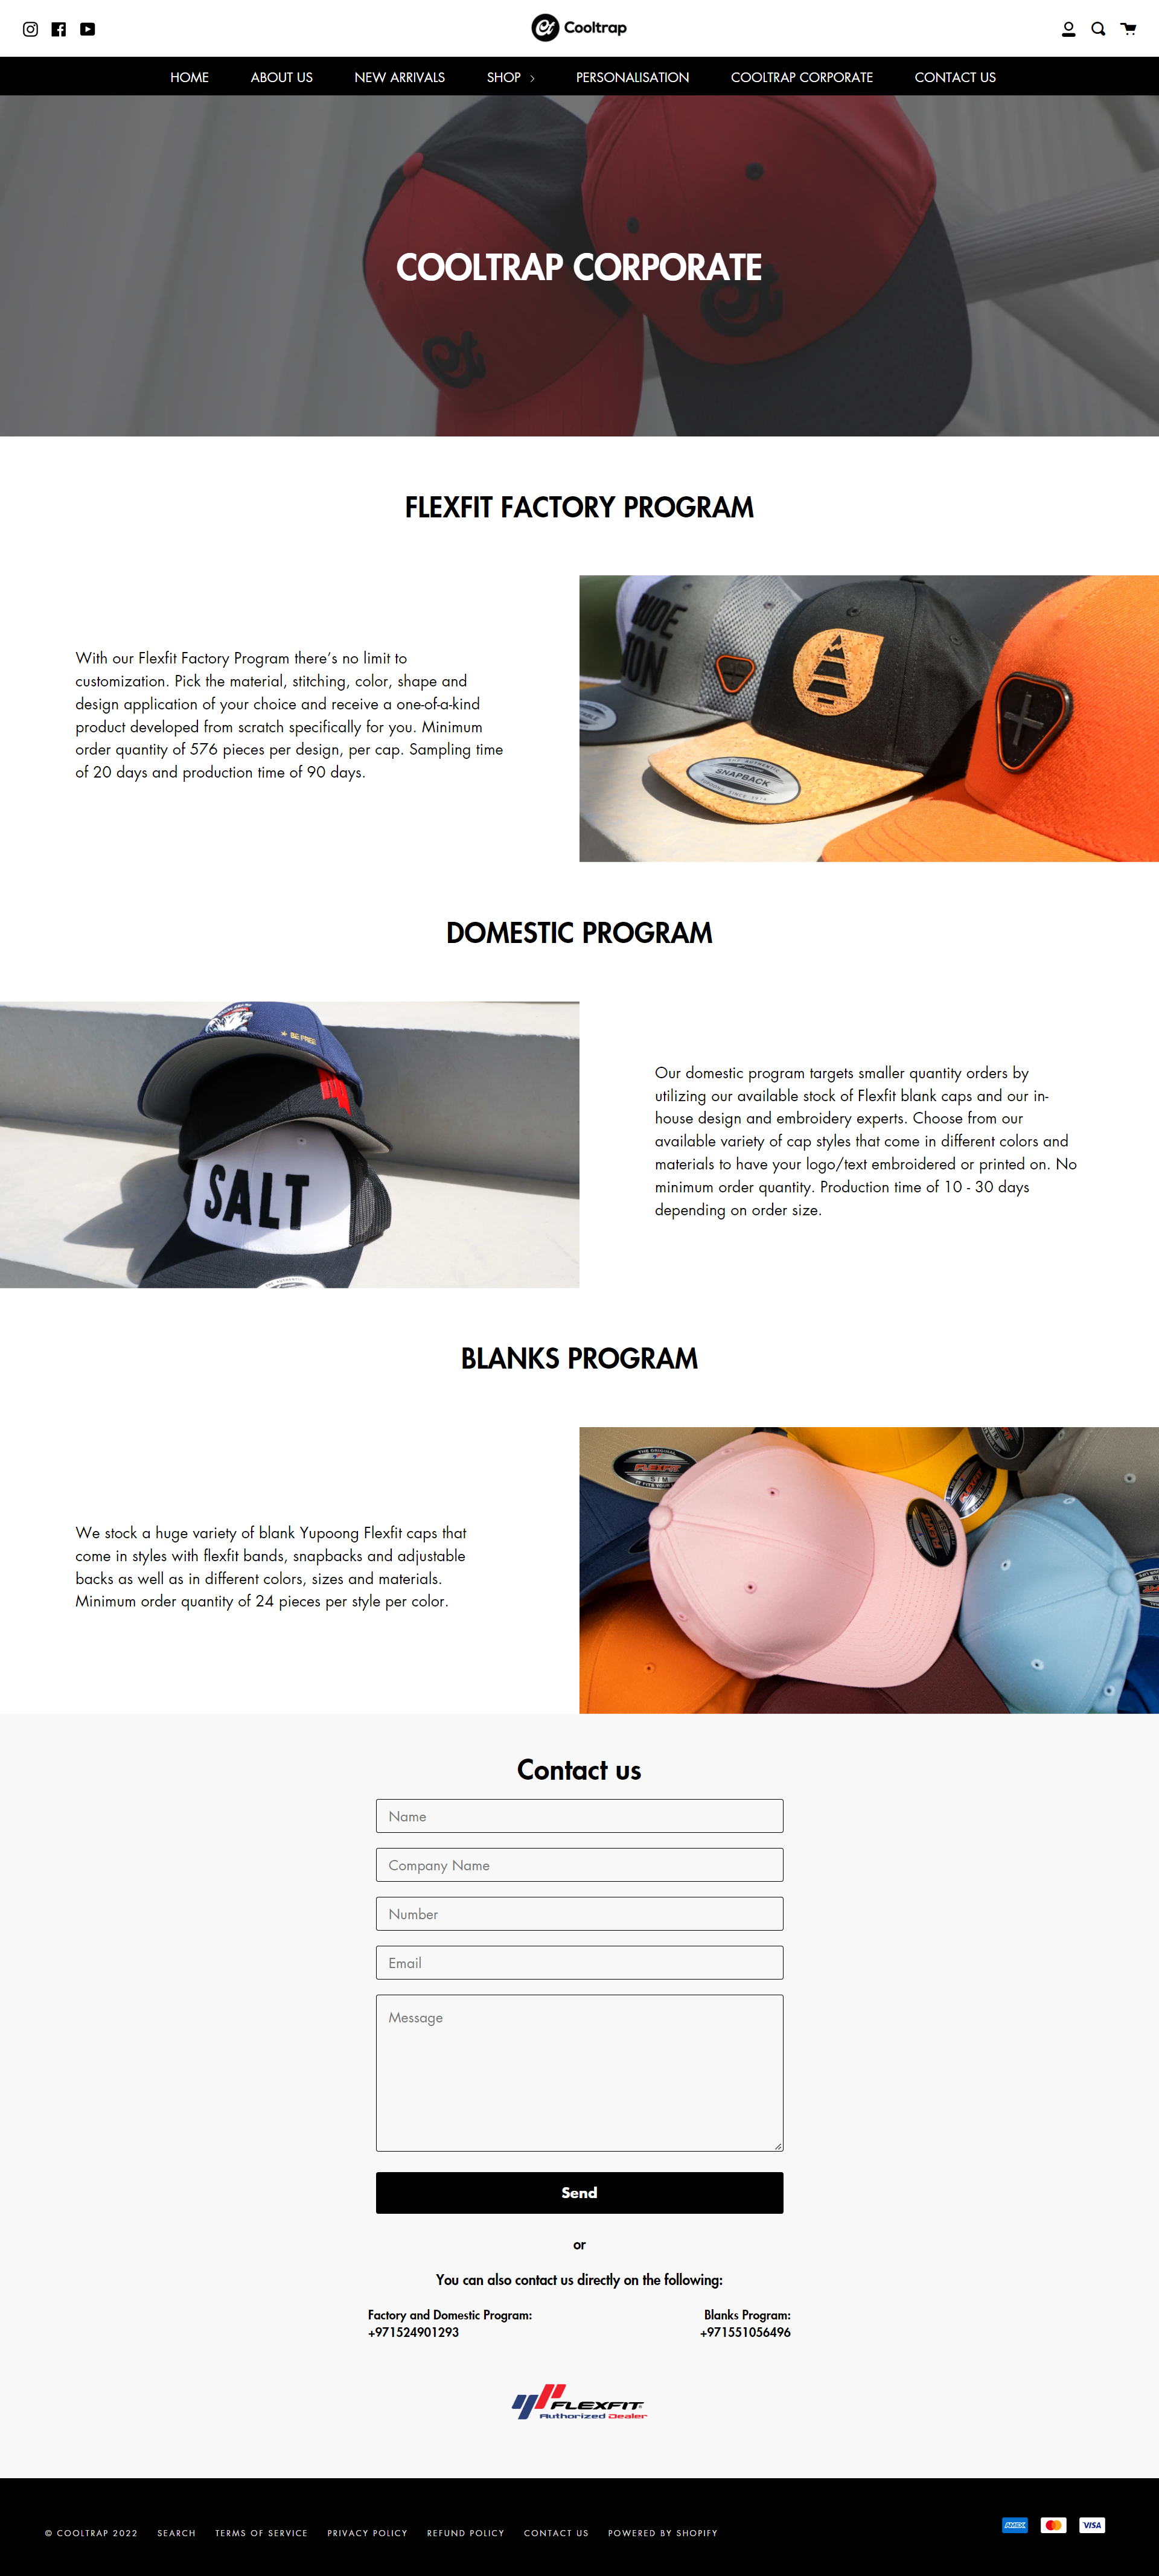 Cooltrap
HOME ABOUT US NEW ARRIVALS SHOP PERSONALISATION COOLTRAP CORPORATE CONTACT US
COOLTRAP CORPORATE
FLEXFIT FACTORY PROGRAM
With our Flexfit Factory Program there’s no limit to
customization. Pick the material, stitching, color, shape and
design application of your choice and receive a one-of-a-kind
product developed from scratch specifically for you. Minimum
order quantity of 576 pieces per design, per cap. Sampling time
of 20 days and production time of 90 days.
SNAPBACK
DOMESTIC PROGRAM
BE FREE
SALT
Our domestic program targets smaller quantity orders by
utilizing our available stock of Flexfit blank caps and our in-
house design and embroidery experts. Choose from our
available variety of cap styles that come in different colors and
materials to have your logo/text embroidered or printed on. No
minimum order quantity. Production time of 10 - 30 days
depending on order size.
BLANKS PROGRAM
We stock a huge variety of blank Yupoong Flexfit caps that
come in styles with flexfit bands, snapbacks and adjustable
backs as well as in different colors, sizes and materials.
Minimum order quantity of 24 pieces per style per color.
THE ORIGINAL
FLEXFIT
S / M
FLEXFIT
FLEXFIT
Contact us
Name
Company Name
Number
Email
Message
Send
or
You can also contact us directly on the following:
Factory and Domestic Program:
+971524901293
Blanks Program:
+971551056496
FLEXFIT
Authorized Dealer
© COOLTRAP 2022 SEARCH TERMS OF SERVICE PRIVACY POLICY REFUND POLICY CONTACT US POWERED BY SHOPIFY
AMEX VISA